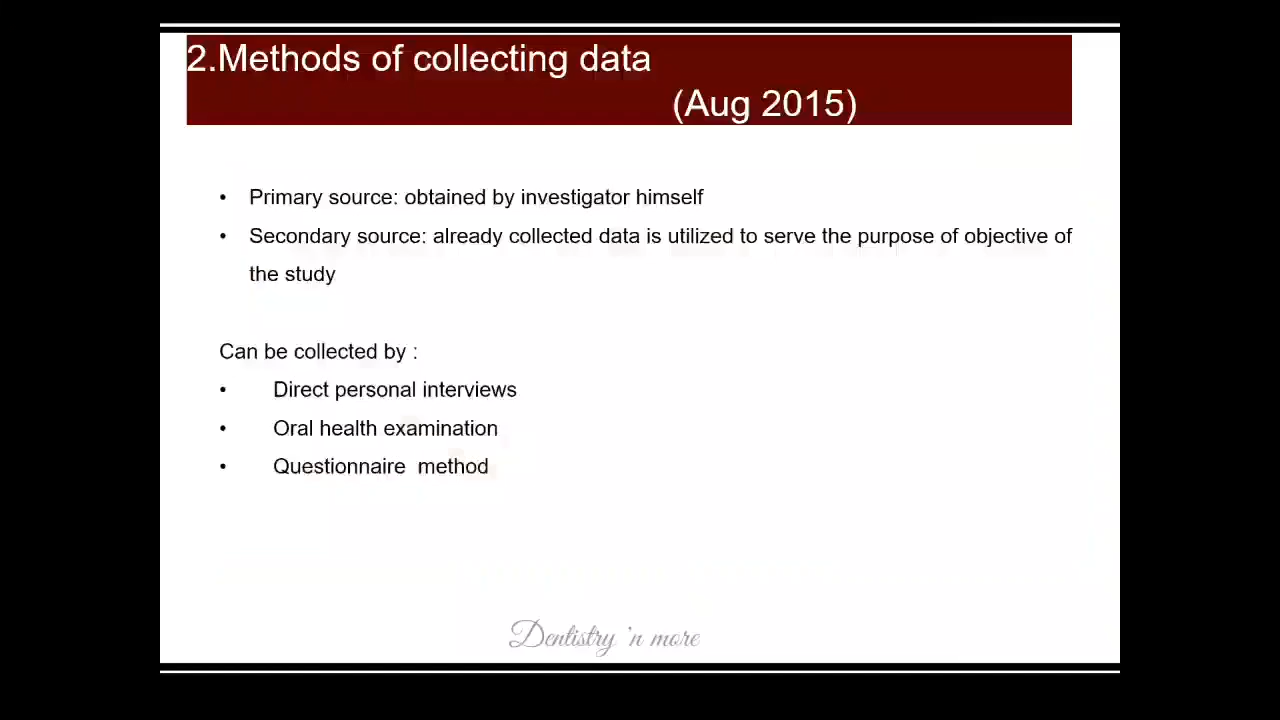 2.Methods of collecting data
(Aug 2015)
• Primary source: obtained by investigator himself
• Secondary source: already collected data is utilized to serve the purpose of objective of
the study
Can be collected by :
• Direct personal interviews
• Oral health examination
• Questionnaire method
Dentistry 'n more